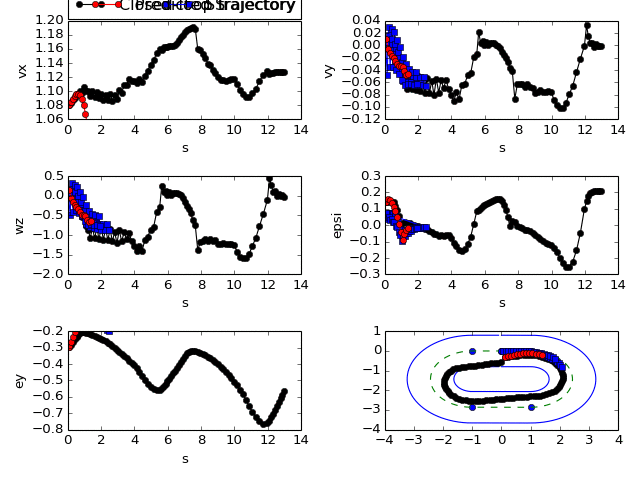 trajectory
1.20
1.18
1.16
1.14
1.12
1.10
1.08
1.06
vx
0 2 4 6 8 10 12 14
s
0.04
0.02
0.00
−0.02
−0.04
−0.06
−0.08
−0.10
−0.12
vy
0 2 4 6 8 10 12 14
s
0.5
0.0
−0.5
−1.0
−1.5
−2.0
wz
0 2 4 6 8 10 12 14
s
0.3
0.2
0.1
0.0
−0.1
−0.2
−0.3
epsi
0 2 4 6 8 10 12 14
s
−0.2
−0.3
−0.4
−0.5
−0.6
−0.7
−0.8
ey
0 2 4 6 8 10 12 14
s
1
0
−1
−2
−3
−4
−4 −3 −2 −1 0 1 2 3 4